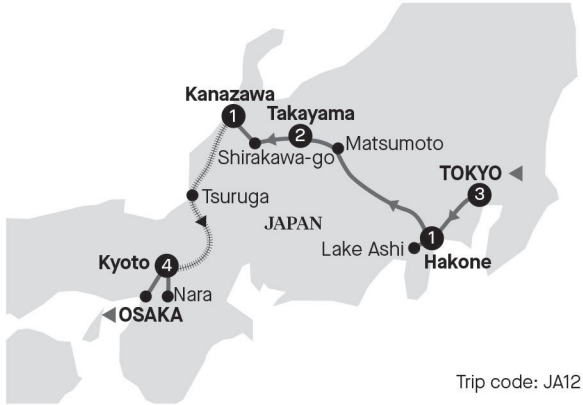 Kanazawa
1
Takayama
2
Shirakawa-go
Matsumoto
TOKYO
3
Tsuruga
JAPAN
Lake Ashi
1
Hakone
Kyoto
4
Nara
OSAKA
Trip code: JA12